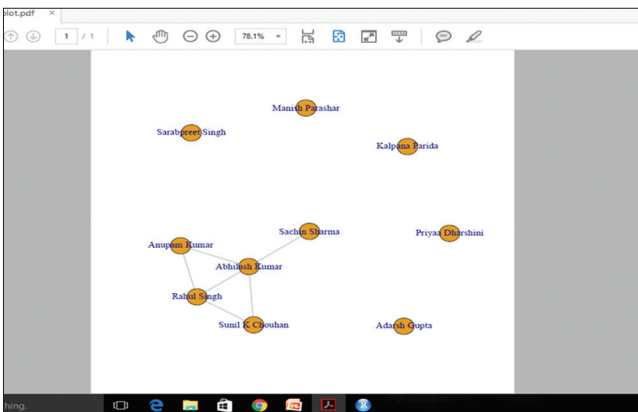 plot.pdf ×
1 / 1 78.1%
Manish Parashar
Sarabpreet Singh
Kalpana Parida
Sachin Sharma
Priyaa Dharshini
Anupam Kumar
Abhilash Kumar
Rahul Singh
Sunil K Chouhan
Adarsh Gupta
hing.